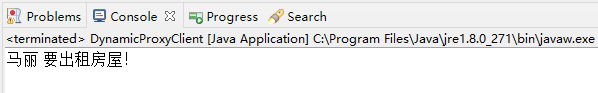 Problems Console Progress Search
<terminated> DynamicProxyClient [Java Application] C:\Program Files\Java\jre1.8.0_271\bin\javaw.exe
马丽 要出租房屋!